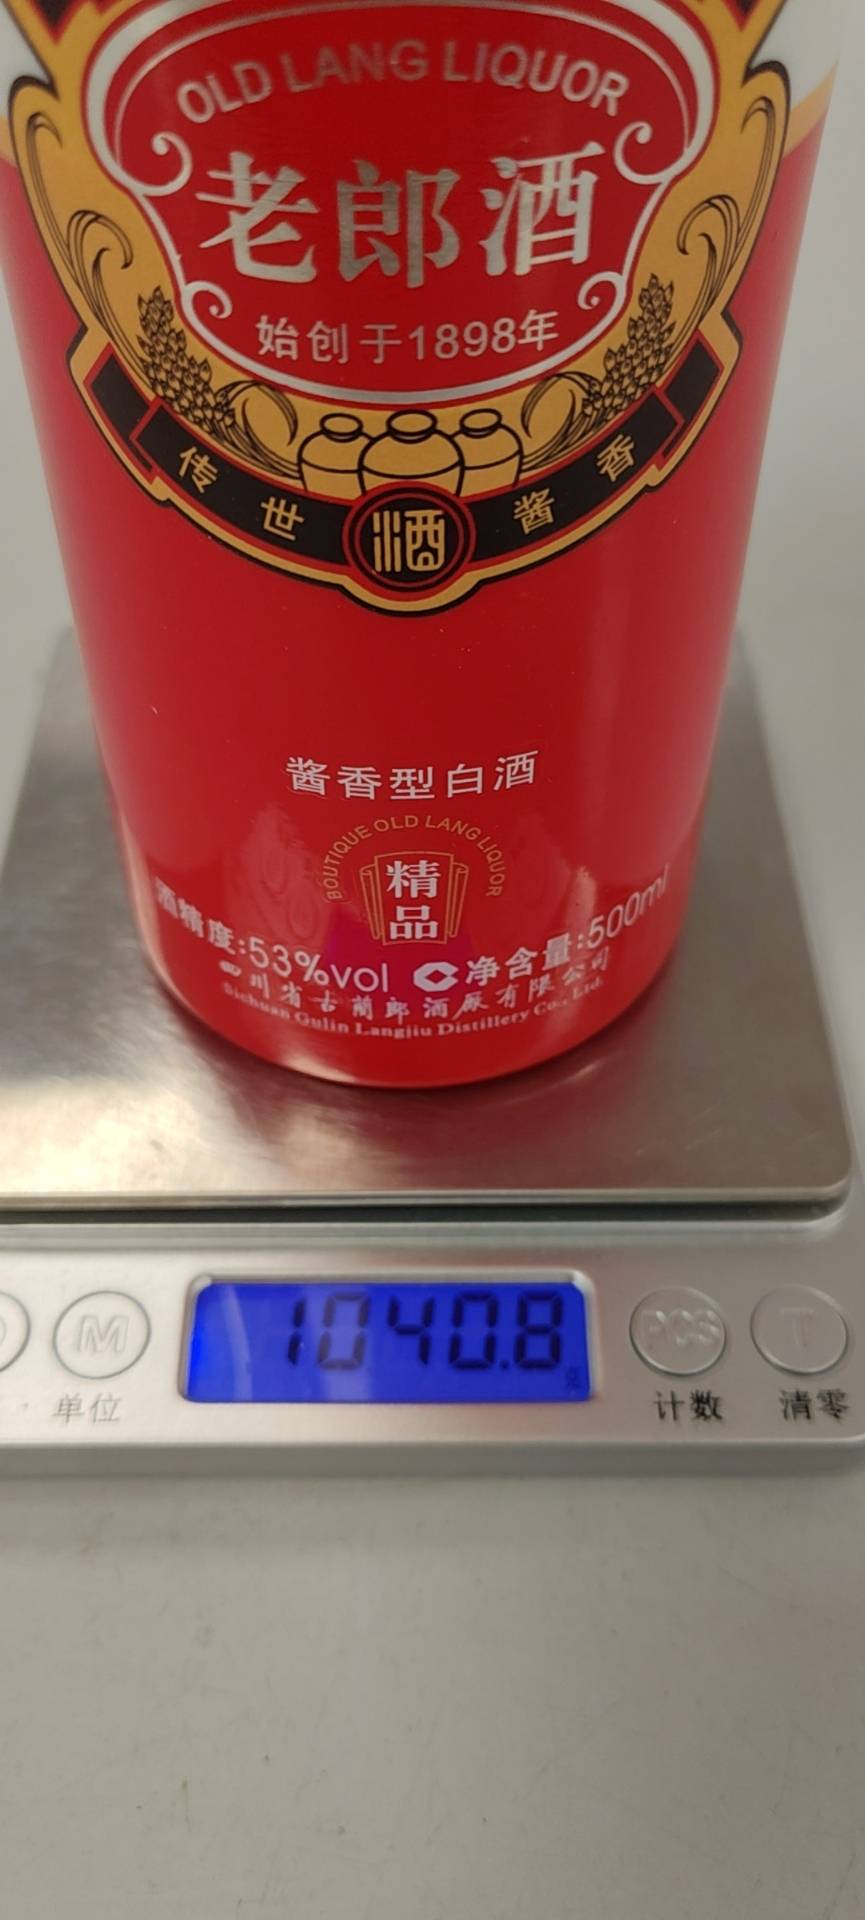 OLD LANG LIQUOR
老郎酒
始创于1898年
传世酒酱香
酱香型白酒
BOUTIQUE OLD LANG LIQUOR
精品
酒精度:53%vol 净含量:500ml
四川省古蔺郎酒厂有限公司
Sichuan Gulin Langjiu Distillery Co., Ltd.
1040.8
M PCS T
单位 计数 清零